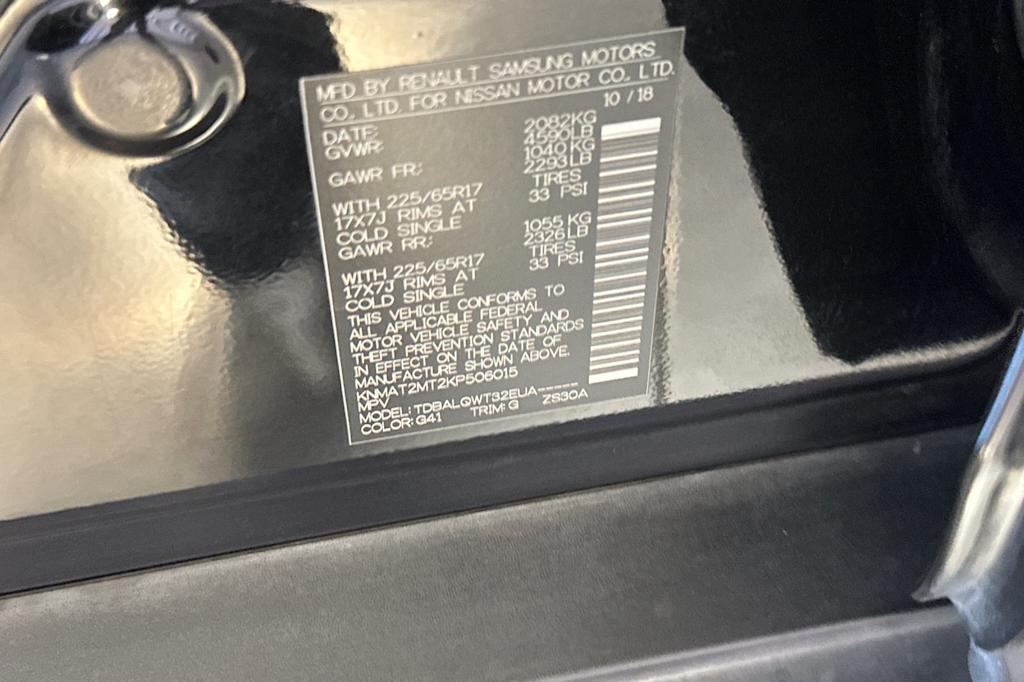 MFD BY RENAULT SAMSUNG MOTORS
CO., LTD. FOR NISSAN MOTOR CO., LTD.
DATE: 10 / 18
GVWR: 2082KG
4590LB
GAWR FR: 1040 KG
2293LB
WITH 225/65R17 TIRES
17X7J RIMS AT 33 PSI
COLD SINGLE
GAWR RR: 1055 KG
2326LB
WITH 225/65R17 TIRES
17X7J RIMS AT 33 PSI
COLD SINGLE
THIS VEHICLE CONFORMS TO
ALL APPLICABLE FEDERAL
MOTOR VEHICLE SAFETY AND
THEFT PREVENTION STANDARDS
IN EFFECT ON THE DATE OF
MANUFACTURE SHOWN ABOVE.
KNMAT2MT2KP506015
MPV
MODEL: TDBALQWT32EUA-----
COLOR: G41 TRIM: G ZS30A